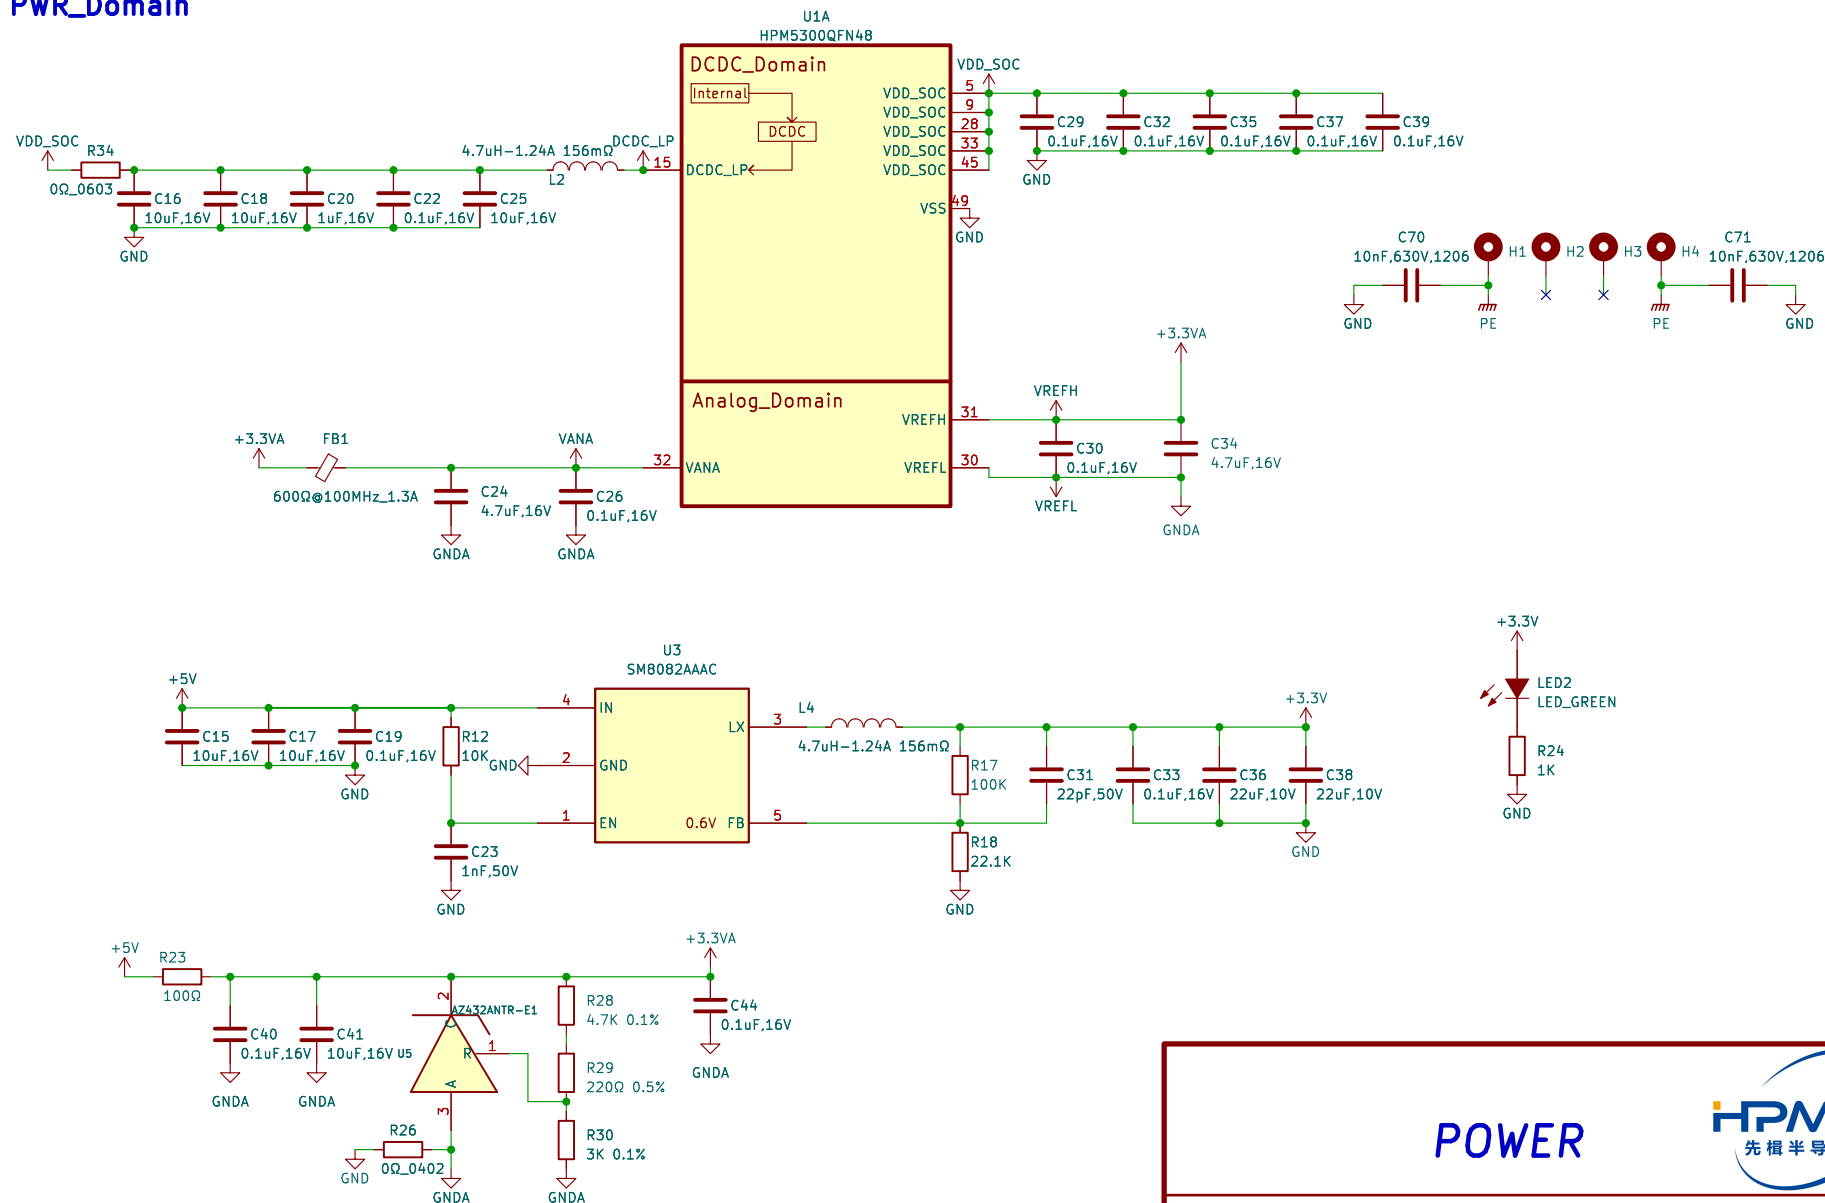 PWR_Domain
U1A
HPM5300QFN48
DCDC_Domain
Internal
DCDC
DCDC_LP
15
DCDC_LP
VDD_SOC
VDD_SOC
5
VDD_SOC
9
VDD_SOC
28
VDD_SOC
33
VDD_SOC
45
VSS
49
GND
C29
0.1uF,16V
C32
0.1uF,16V
C35
0.1uF,16V
C37
0.1uF,16V
C39
0.1uF,16V
GND
VDD_SOC
R34
0Ω_0603
C16
10uF,16V
C18
10uF,16V
C20
1uF,16V
C22
0.1uF,16V
C25
10uF,16V
GND
4.7uH-1.24A 156mΩ
L2
C70
10nF,630V,1206
H1
H2
H3
H4
C71
10nF,630V,1206
GND
PE
PE
GND
Analog_Domain
VREFH
31
VREFL
30
VREFH
VREFL
C30
0.1uF,16V
+3.3VA
C34
4.7uF,16V
GNDA
+3.3VA
FB1
600Ω@100MHz_1.3A
VANA
32
VANA
C24
4.7uF,16V
C26
0.1uF,16V
GNDA
GNDA
U3
SM8082AAAC
+5V
C15
10uF,16V
C17
10uF,16V
C19
0.1uF,16V
GND
R12
10K
GND
4
IN
2
GND
1
EN
LX
3
0.6V
FB
5
C23
1nF,50V
GND
L4
4.7uH-1.24A 156mΩ
R17
100K
R18
22.1K
GND
C31
22pF,50V
C33
0.1uF,16V
C36
22uF,10V
C38
22uF,10V
+3.3V
GND
+3.3V
LED2
LED_GREEN
R24
1K
GND
+5V
R23
100Ω
C40
0.1uF,16V
C41
10uF,16V
GNDA
GNDA
U5
AZ432ANTR-E1
2
C
R
1
A
3
R26
0Ω_0402
GND
GNDA
R28
4.7K 0.1%
R29
220Ω 0.5%
R30
3K 0.1%
GNDA
+3.3VA
C44
0.1uF,16V
GNDA
POWER
HPM
先楫半导